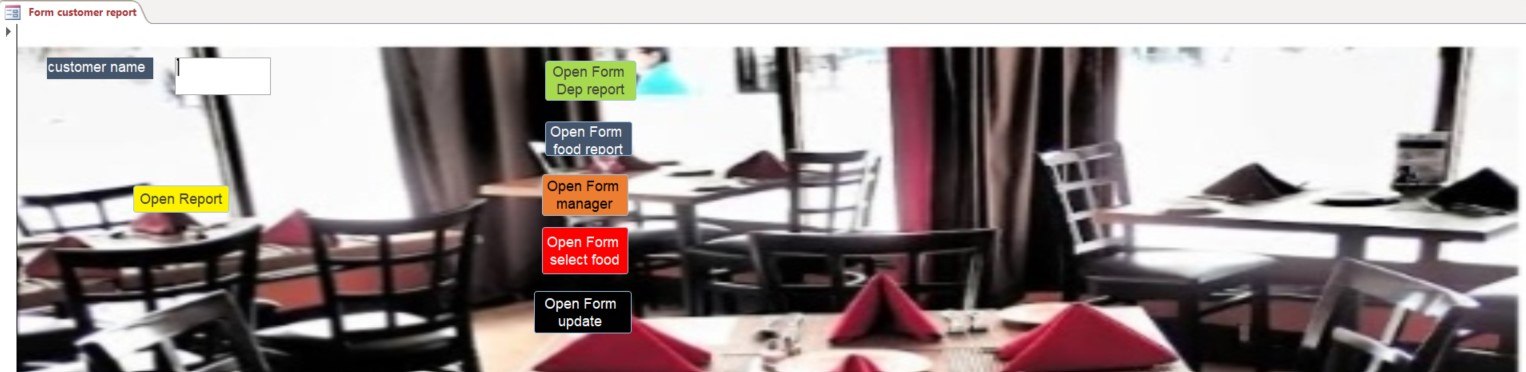 Form customer report
customer name
Open Form
Dep report
Open Form
food report
Open Report
Open Form
manager
Open Form
select food
Open Form
update